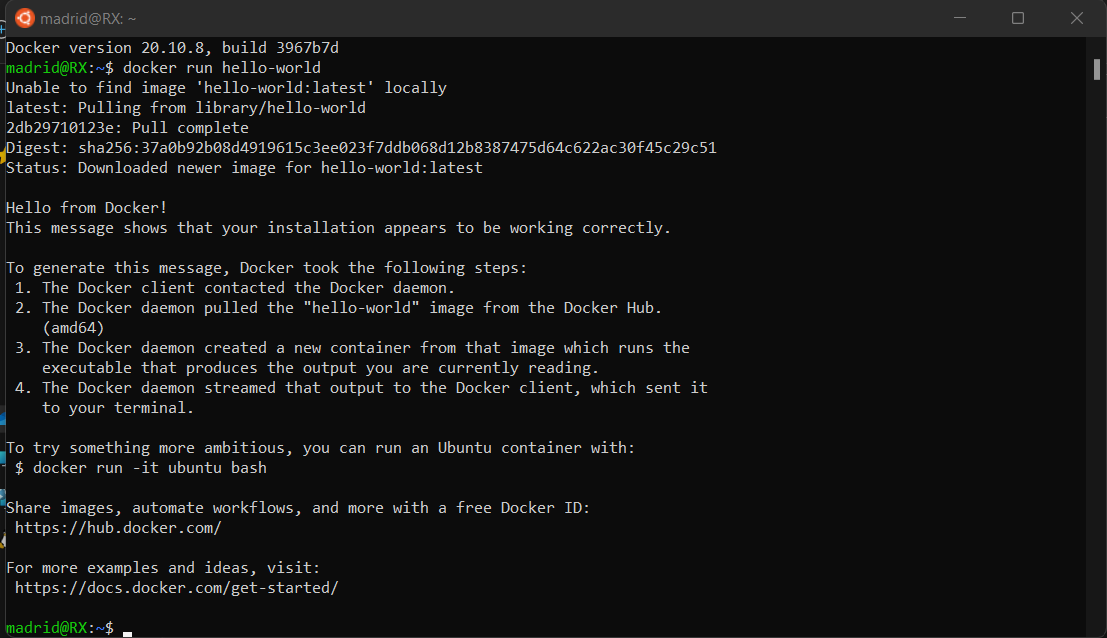 madrid@RX: ~
Docker version 20.10.8, build 3967b7d
madrid@RX:~$ docker run hello-world
Unable to find image 'hello-world:latest' locally
latest: Pulling from library/hello-world
2db29710123e: Pull complete
Digest: sha256:37a0b92b08d4919615c3ee023f7ddb068d12b8387475d64c622ac30f45c29c51
Status: Downloaded newer image for hello-world:latest

Hello from Docker!
This message shows that your installation appears to be working correctly.

To generate this message, Docker took the following steps:
 1. The Docker client contacted the Docker daemon.
 2. The Docker daemon pulled the "hello-world" image from the Docker Hub.
    (amd64)
 3. The Docker daemon created a new container from that image which runs the
    executable that produces the output you are currently reading.
 4. The Docker daemon streamed that output to the Docker client, which sent it
    to your terminal.

To try something more ambitious, you can run an Ubuntu container with:
 $ docker run -it ubuntu bash

Share images, automate workflows, and more with a free Docker ID:
 https://hub.docker.com/

For more examples and ideas, visit:
 https://docs.docker.com/get-started/

madrid@RX:~$